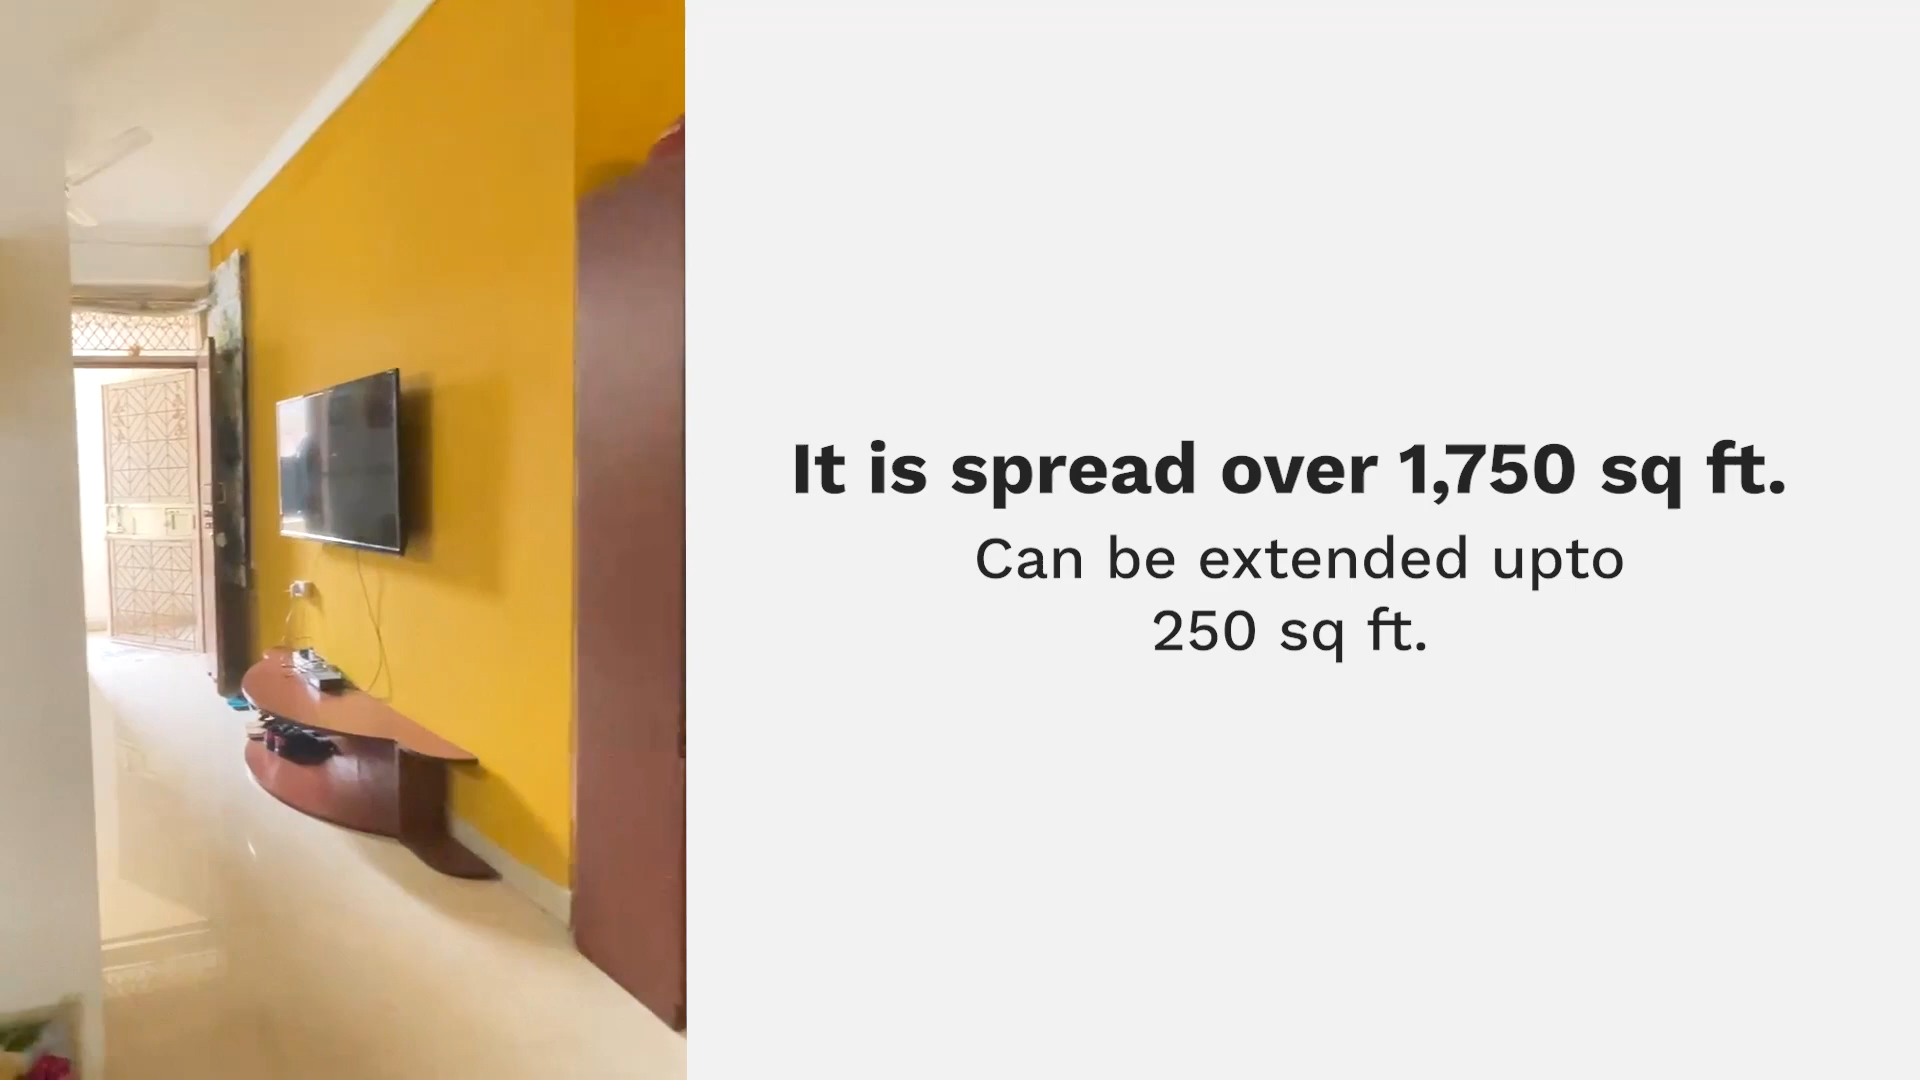 It is spread over 1,750 sq ft.
Can be extended upto
250 sq ft.